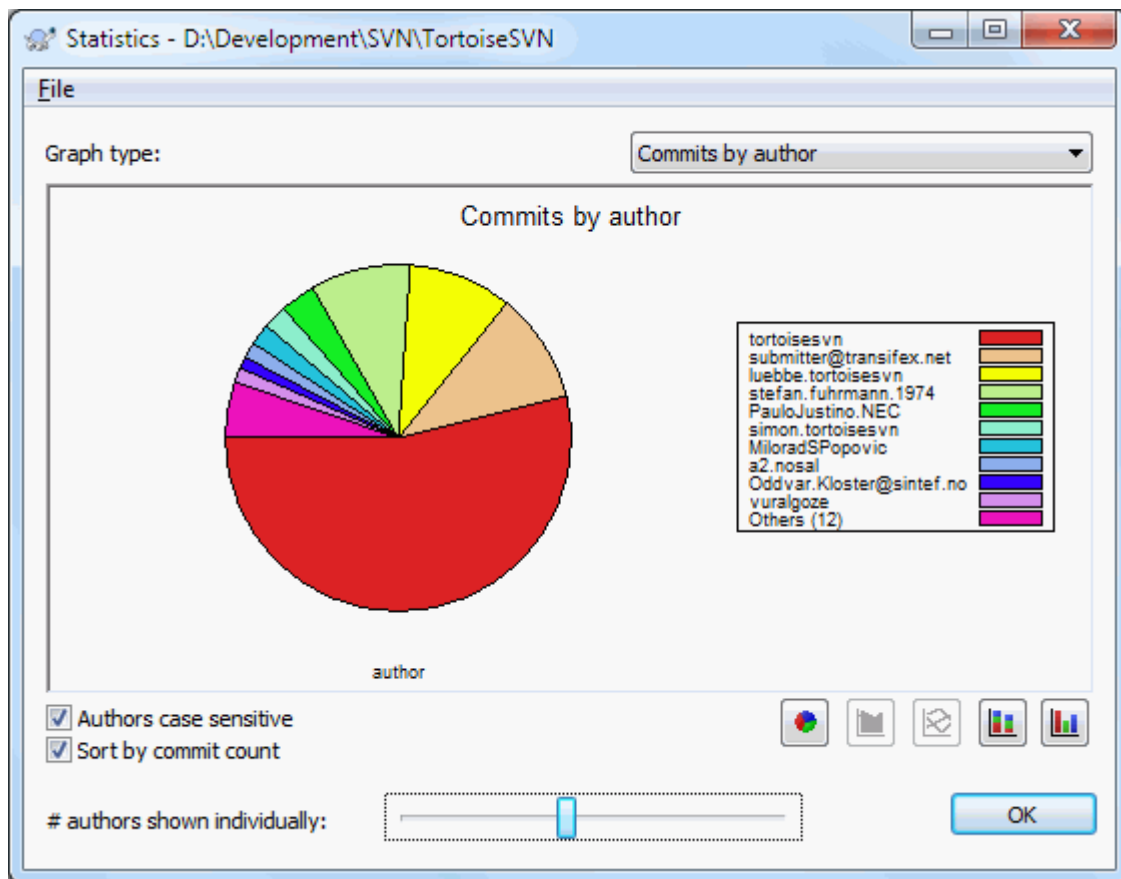 Statistics - D:\Development\SVN\TortoiseSVN
File
Graph type:
Commits by author
Commits by author
tortoisesvn
submitter@transifex.net
luebbe.tortoisesvn
stefan.fuhrmann.1974
PauloJustino.NEC
simon.tortoisesvn
MiloradSPopovic
a2.nosal
Oddvar.Kloster@sintef.no
vuralgoze
Others (12)
author
Authors case sensitive
Sort by commit count
# authors shown individually:
OK